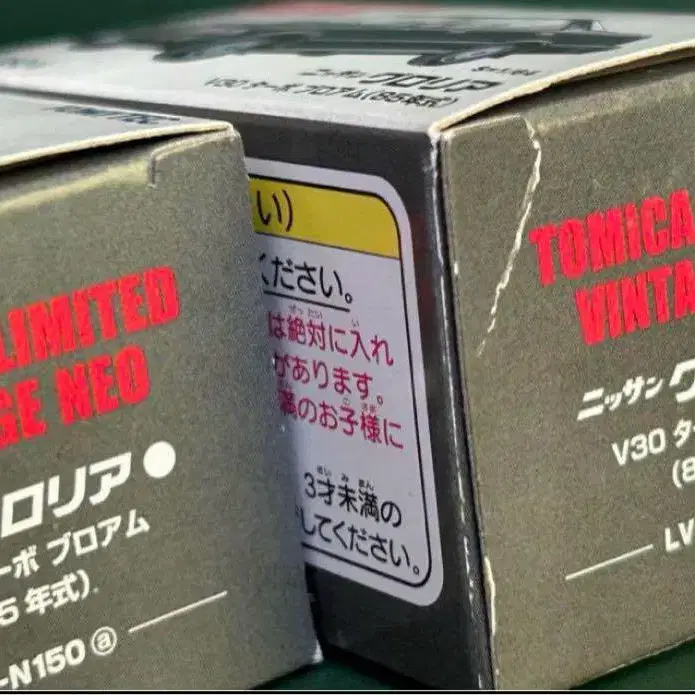 ニッサン グロリア
V30 ターボ ブロアム(85年式)
い)
ください。
は絶対に入れ
があります。
満のお子様に
3才未満の
してください。
LIMITED
GE NEO
ロリア
ーボ ブロアム
5年式)
-N150 ⓐ
TOMICA
VINTA
ニッサン グ
V30 タ
(8
LV